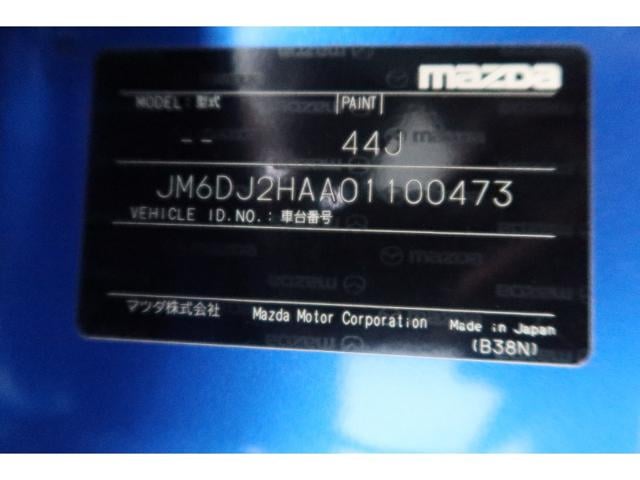 mazda
MODEL: 型式 PAINT
-- 44J
JM6DJ2HAA01100473
VEHICLE ID.NO.: 車台番号
mazda
マツダ株式会社 Mazda Motor Corporation Made in Japan
(B38N)